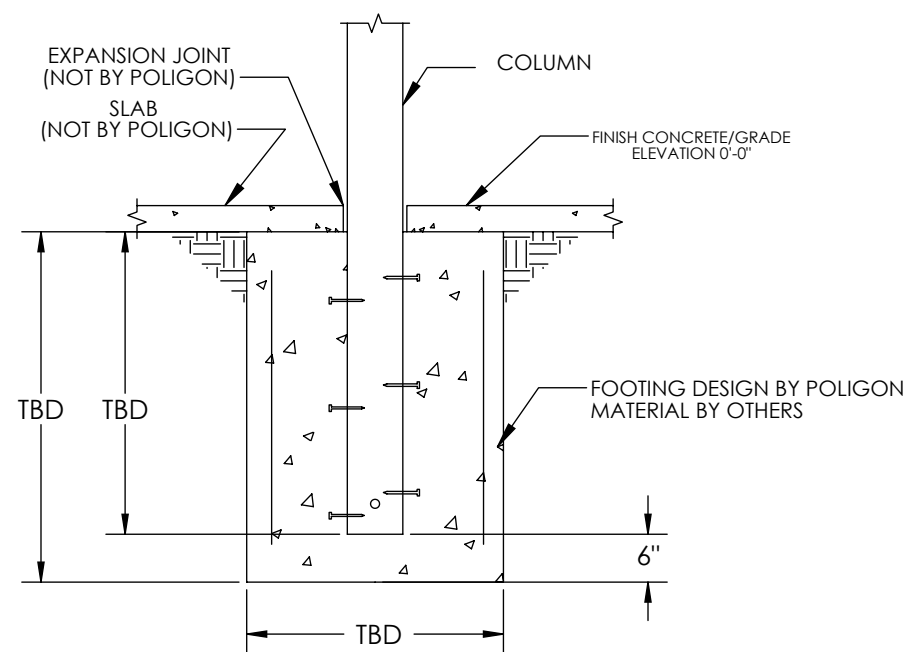 EXPANSION JOINT
(NOT BY POLIGON)
SLAB
(NOT BY POLIGON)
COLUMN
FINISH CONCRETE/GRADE
ELEVATION 0'-0"
TBD
TBD
FOOTING DESIGN BY POLIGON
MATERIAL BY OTHERS
6"
TBD